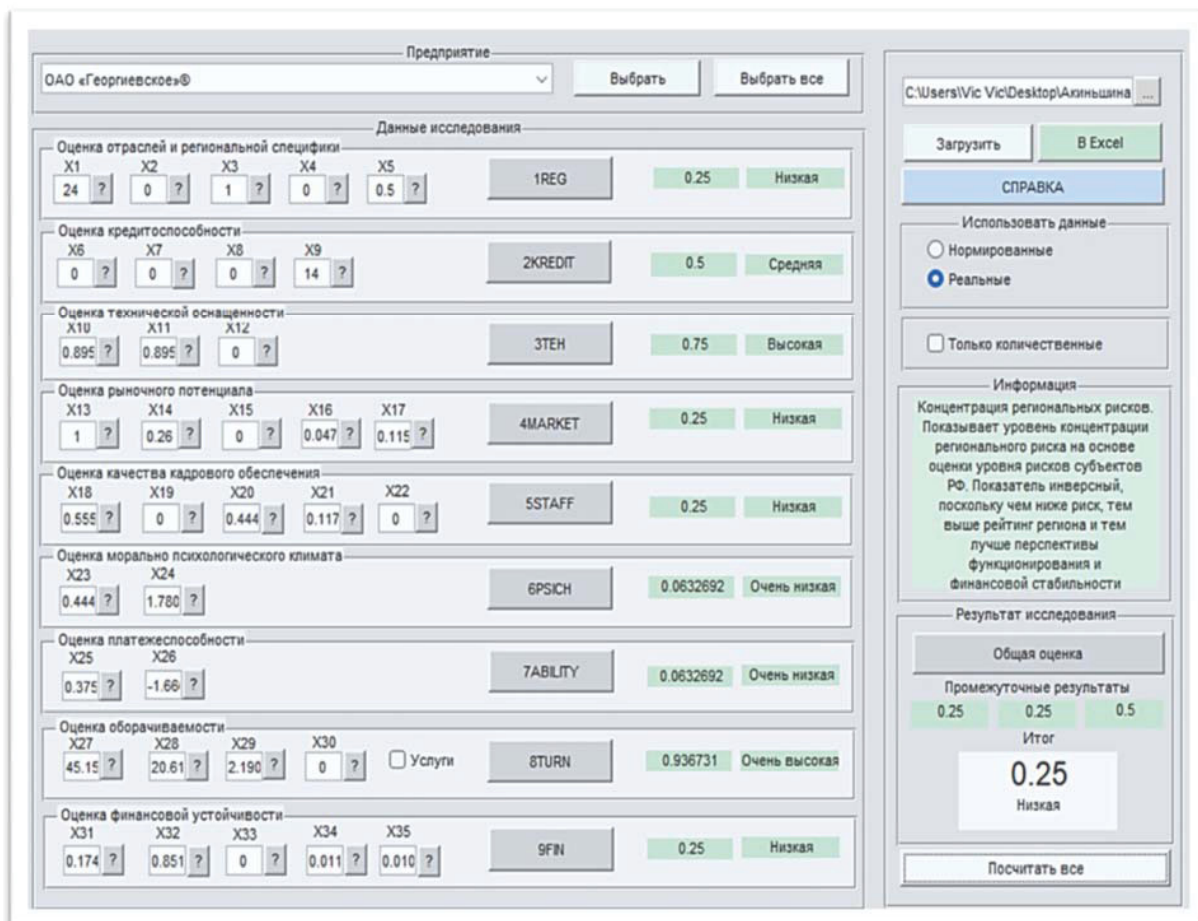 Предприятие
ОАО «Георгиевское»®
Выбрать
Выбрать все
Данные исследования
Оценка отраслей и региональной специфики
X1 X2 X3 X4 X5
24 ? 0 ? 1 ? 0 ? 0.5 ?
1REG
0.25
Низкая
Оценка кредитоспособности
X6 X7 X8 X9
0 ? 0 ? 0 ? 14 ?
2KREDIT
0.5
Средняя
Оценка технической оснащенности
X10 X11 X12
0.895 ? 0.895 ? 0 ?
3TEH
0.75
Высокая
Оценка рыночного потенциала
X13 X14 X15 X16 X17
1 ? 0.26 ? 0 ? 0.047 ? 0.115 ?
4MARKET
0.25
Низкая
Оценка качества кадрового обеспечения
X18 X19 X20 X21 X22
0.555 ? 0 ? 0.444 ? 0.117 ? 0 ?
5STAFF
0.25
Низкая
Оценка морально психологического климата
X23 X24
0.444 ? 1.780 ?
6PSICH
0.0632692
Очень низкая
Оценка платежеспособности
X25 X26
0.375 ? -1.66 ?
7ABILITY
0.0632692
Очень низкая
Оценка оборачиваемости
X27 X28 X29 X30
45.15 ? 20.61 ? 2.190 ? 0 ?
Услуги
8TURN
0.936731
Очень высокая
Оценка финансовой устойчивости
X31 X32 X33 X34 X35
0.174 ? 0.851 ? 0 ? 0.011 ? 0.010 ?
9FIN
0.25
Низкая
C:\Users\Vic Vic\Desktop\Акиньшина ...
Загрузить
В Excel
СПРАВКА
Использовать данные
Нормированные
Реальные
Только количественные
Информация
Концентрация региональных рисков.
Показывает уровень концентрации
регионального риска на основе
оценки уровня рисков субъектов
РФ. Показатель инверсный,
поскольку чем ниже риск, тем
выше рейтинг региона и тем
лучше перспективы
функционирования и
финансовой стабильности
Результат исследования
Общая оценка
Промежуточные результаты
0.25 0.25 0.5
Итог
0.25
Низкая
Посчитать все